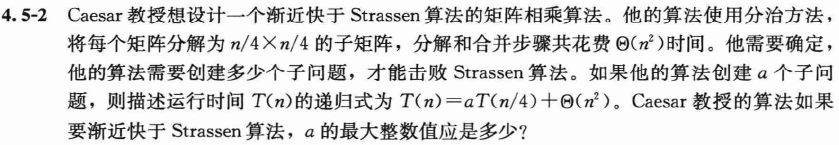 4.5-2 Caesar 教授想设计一个渐近快于 Strassen 算法的矩阵相乘算法。他的算法使用分治方法,
将每个矩阵分解为 n/4×n/4 的子矩阵,分解和合并步骤共花费 Θ(n²)时间。他需要确定,
他的算法需要创建多少个子问题,才能击败 Strassen 算法。如果他的算法创建 a 个子问
题,则描述运行时间 T(n)的递归式为 T(n)=aT(n/4)+Θ(n²)。Caesar 教授的算法如果
要渐近快于 Strassen 算法,a 的最大整数值应是多少?